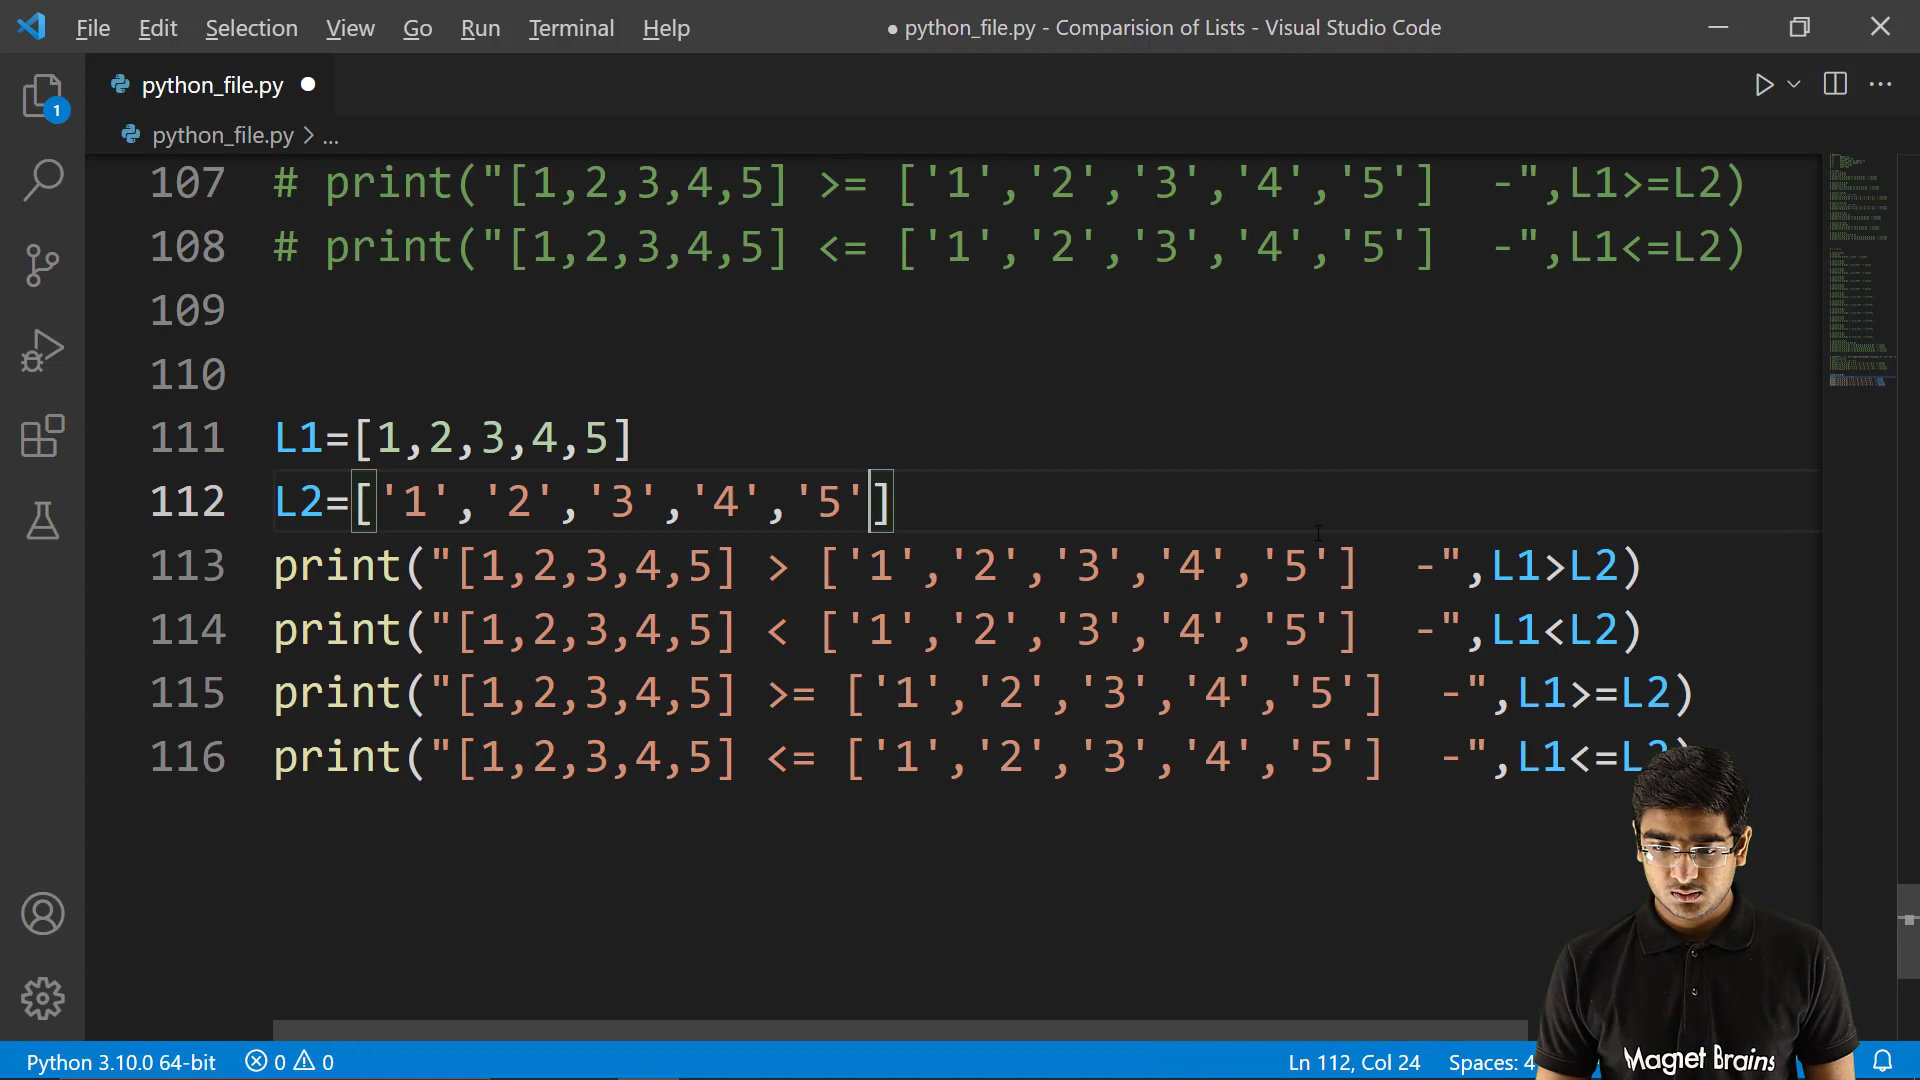 File Edit Selection View Go Run Terminal Help ● python_file.py - Comparision of Lists - Visual Studio Code
python_file.py ●
1
python_file.py > ...
107 # print("[1,2,3,4,5] >= ['1','2','3','4','5']  -",L1>=L2)
108 # print("[1,2,3,4,5] <= ['1','2','3','4','5']  -",L1<=L2)
109
110
111 L1=[1,2,3,4,5]
112 L2=['1','2','3','4','5']
113 print("[1,2,3,4,5] > ['1','2','3','4','5']  -",L1>L2)
114 print("[1,2,3,4,5] < ['1','2','3','4','5']  -",L1<L2)
115 print("[1,2,3,4,5] >= ['1','2','3','4','5']  -",L1>=L2)
116 print("[1,2,3,4,5] <= ['1','2','3','4','5']  -",L1<=L2
Python 3.10.0 64-bit 0 0 Ln 112, Col 24 Spaces: 4
Magnet Brains